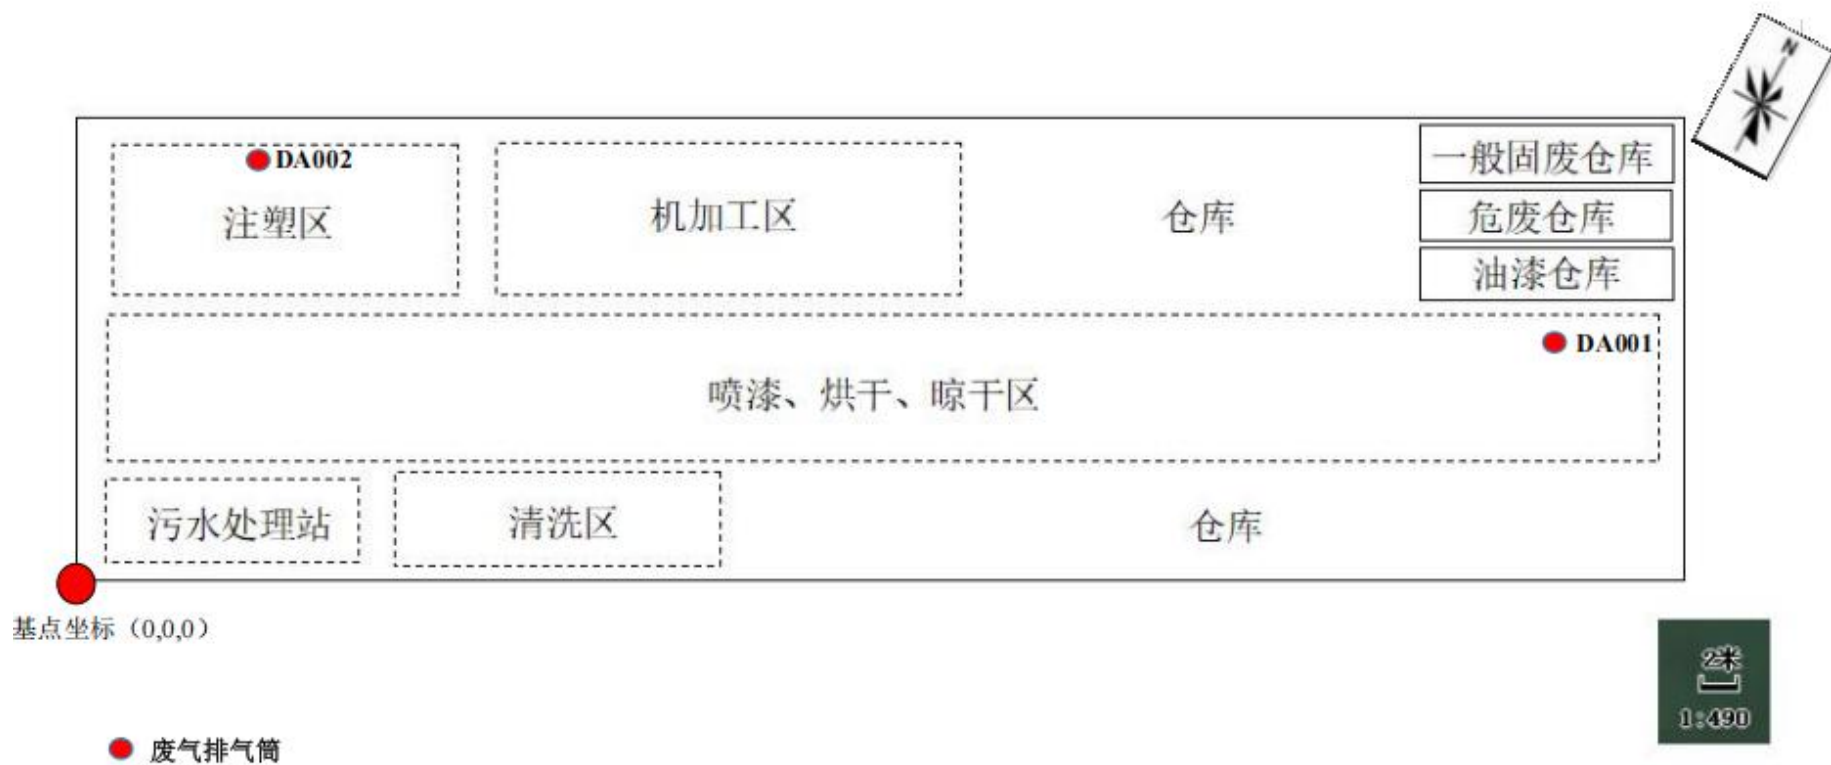 N
DA002
一般固废仓库
注塑区
机加工区
仓库
危废仓库
油漆仓库
DA001
喷漆、烘干、晾干区
污水处理站
清洗区
仓库
基点坐标（0,0,0）
2米
1:490
废气排气筒